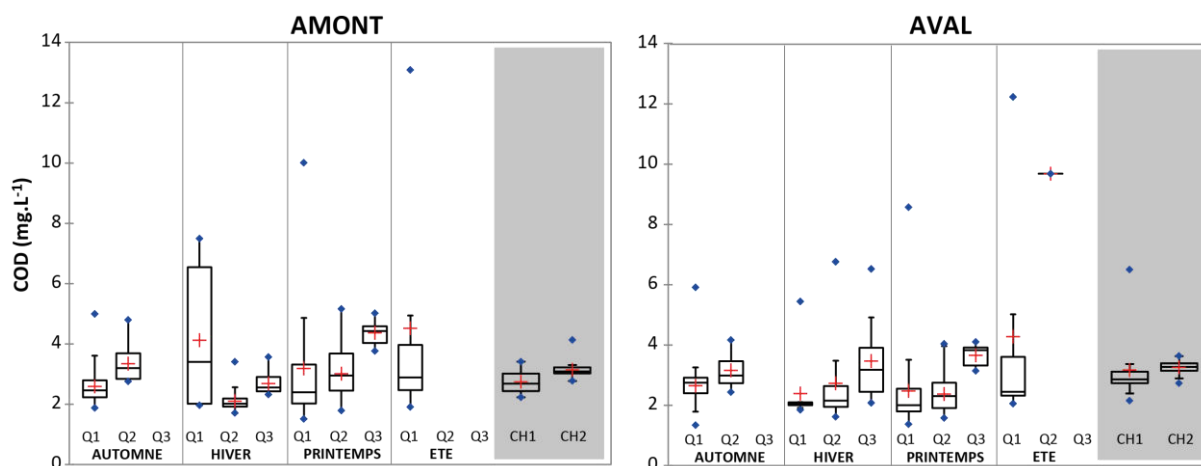 AMONT
COD (mg.L⁻¹)
14
12
10
8
6
4
2
0
Q1 Q2 Q3 Q1 Q2 Q3 Q1 Q2 Q3 Q1 Q2 Q3 CH1 CH2
AUTOMNE HIVER PRINTEMPS ETE
AVAL
14
12
10
8
6
4
2
0
Q1 Q2 Q3 Q1 Q2 Q3 Q1 Q2 Q3 Q1 Q2 Q3 CH1 CH2
AUTOMNE HIVER PRINTEMPS ETE